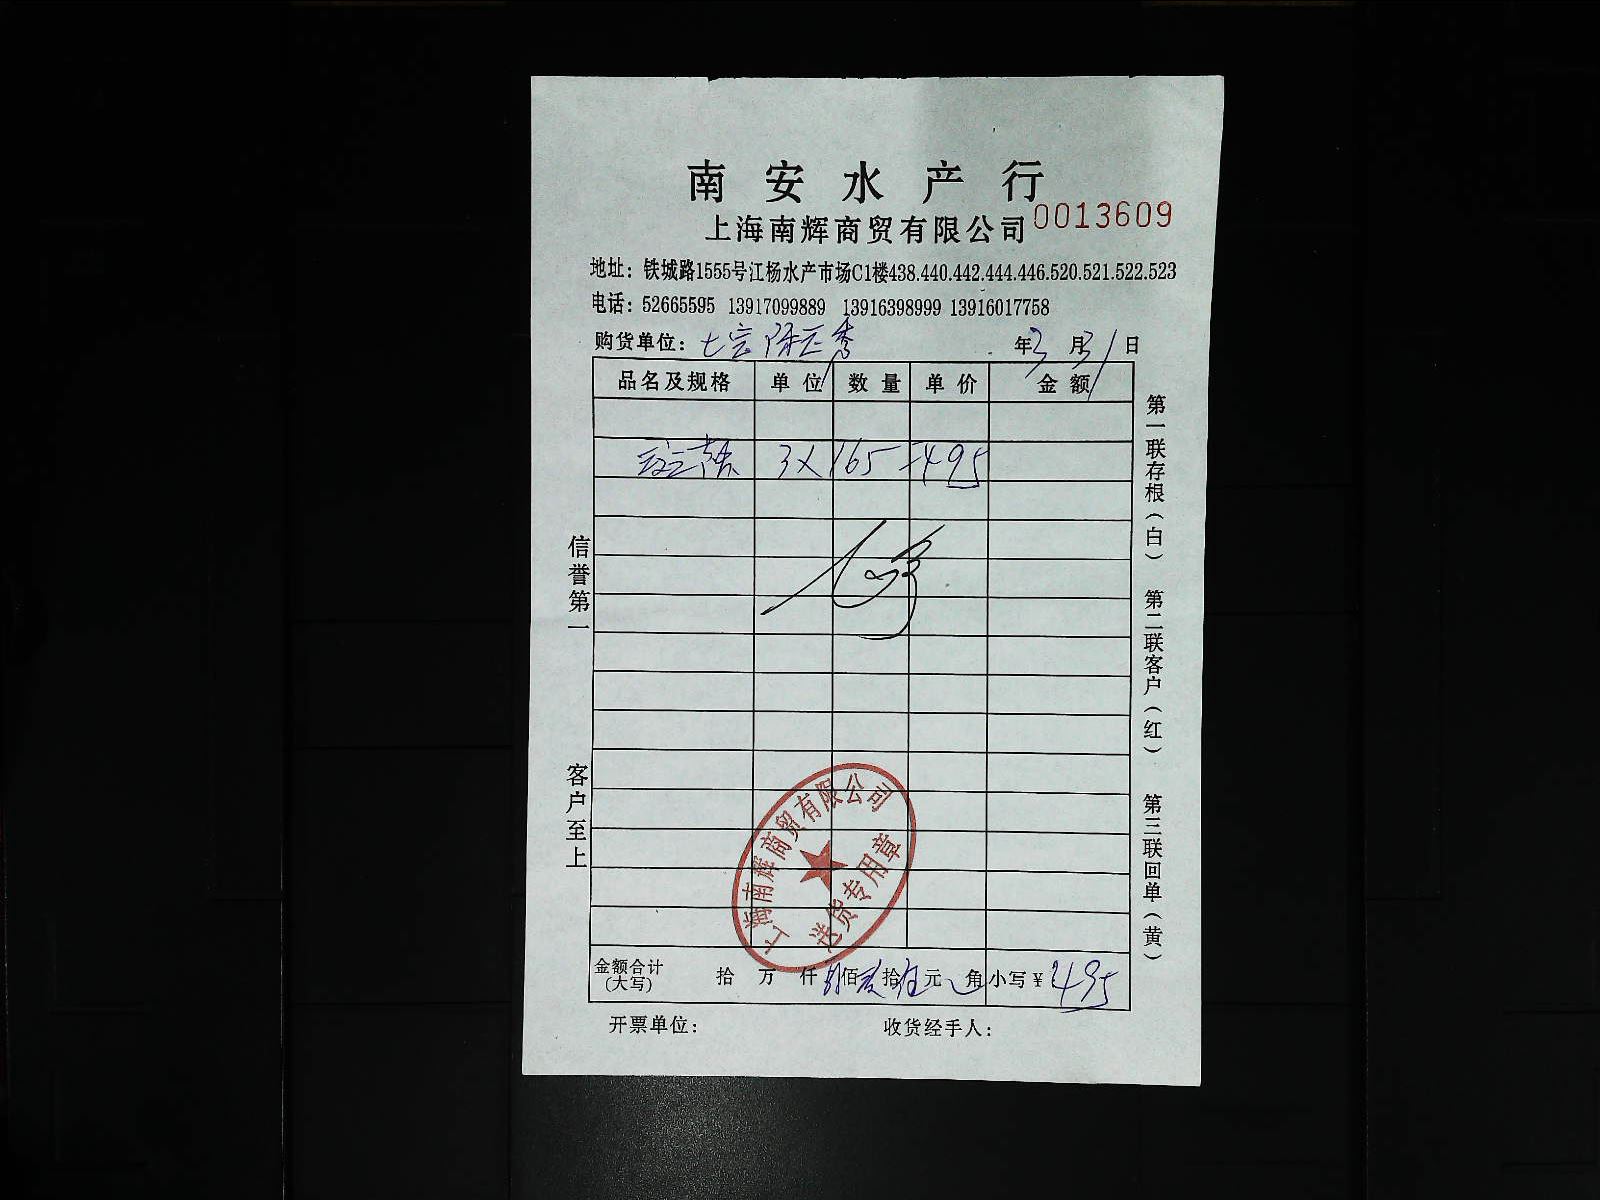 南安水产行
上海南辉商贸有限公司 0013609
地址：铁城路1555号江杨水产市场C1楼438.440.442.444.446.520.521.522.523
电话：52665595 13917099889 13916398999 13916017758
购货单位： 年3月31日
品名及规格 单位 数量 单价 金额
3×165=495
信誉第一
客户至上
第一联存根（白） 第二联客户（红） 第三联回单（黄）
上海南辉商贸有限公司
送货专用章
金额合计（大写） 拾 万 仟 佰 拾 元 角 小写￥495
开票单位： 收货经手人：